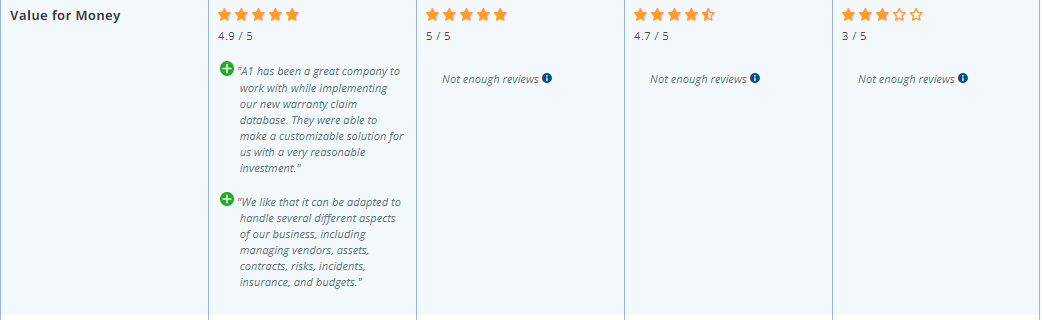 Value for Money
4.9 / 5
"A1 has been a great company to
work with while implementing
our new warranty claim
database. They were able to
make a customizable solution for
us with a very reasonable
investment."
"We like that it can be adapted to
handle several different aspects
of our business, including
managing vendors, assets,
contracts, risks, incidents,
insurance, and budgets."
5 / 5
Not enough reviews
4.7 / 5
Not enough reviews
3 / 5
Not enough reviews